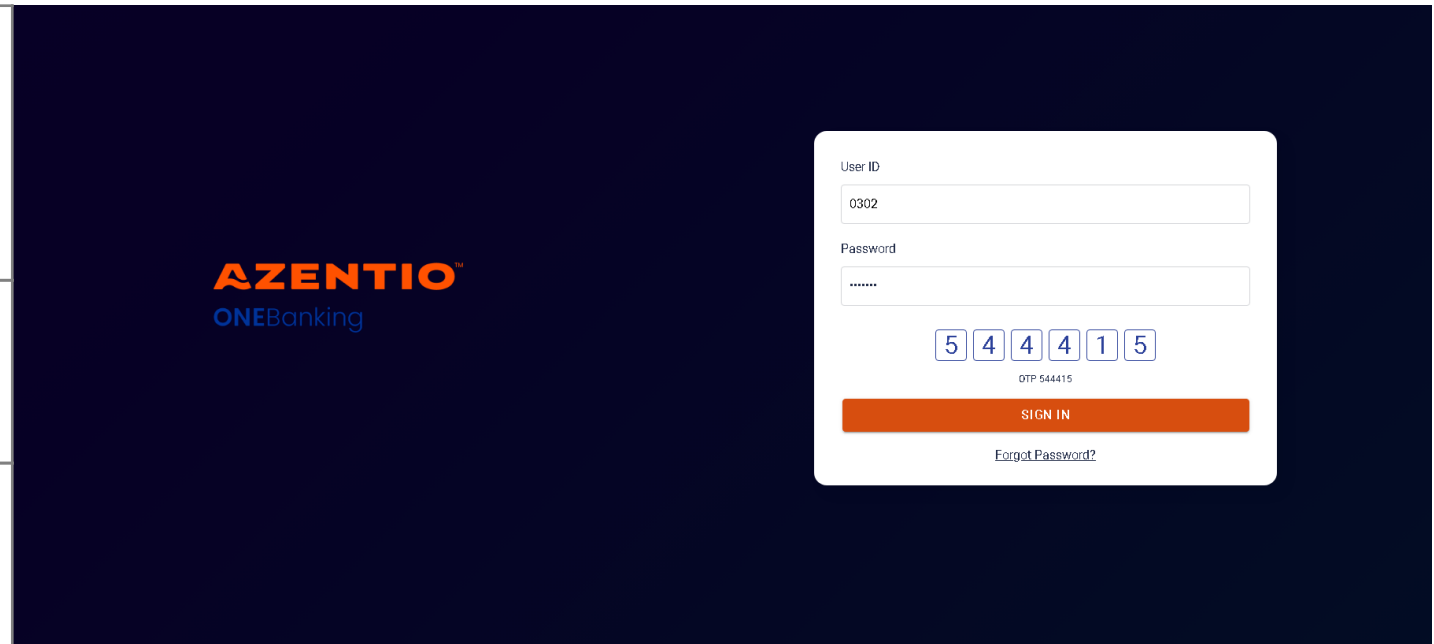 AZENTIO™
ONEBanking
User ID
0302
Password
•••••••
5 4 4 4 1 5
OTP 544415
SIGN IN
Forgot Password?